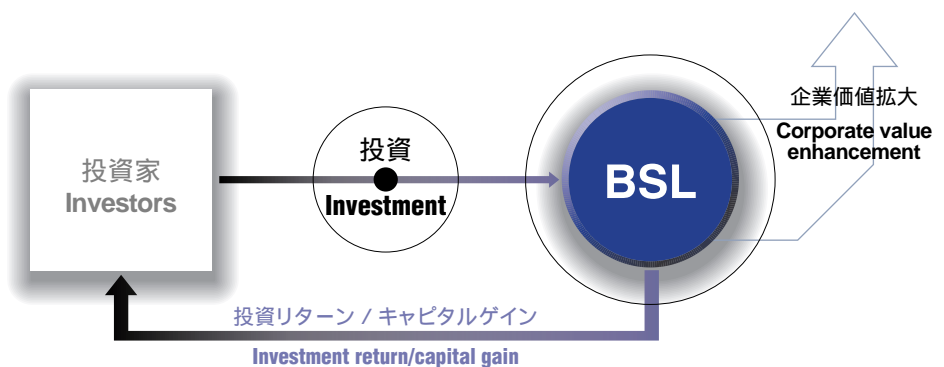 投資家
Investors
投資
Investment
BSL
企業価値拡大
Corporate value
enhancement
投資リターン / キャピタルゲイン
Investment return/capital gain